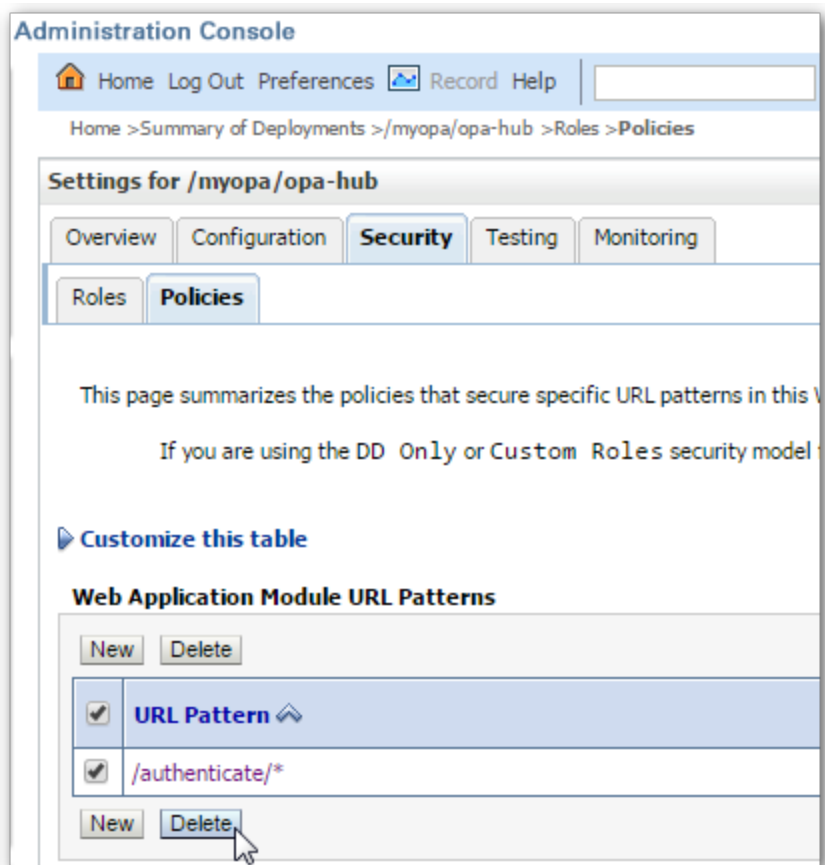 Administration Console
Home Log Out Preferences Record Help
Home >Summary of Deployments >/myopa/opa-hub >Roles >Policies
Settings for /myopa/opa-hub
Overview Configuration Security Testing Monitoring
Roles Policies
This page summarizes the policies that secure specific URL patterns in this
If you are using the DD Only or Custom Roles security model
Customize this table
Web Application Module URL Patterns
New Delete
URL Pattern
/authenticate/*
New Delete